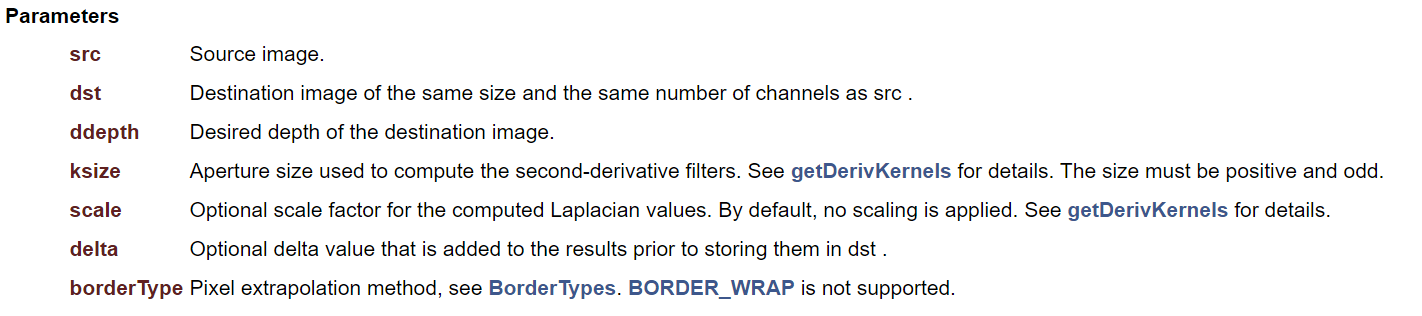 Parameters
src Source image.
dst Destination image of the same size and the same number of channels as src .
ddepth Desired depth of the destination image.
ksize Aperture size used to compute the second-derivative filters. See getDerivKernels for details. The size must be positive and odd.
scale Optional scale factor for the computed Laplacian values. By default, no scaling is applied. See getDerivKernels for details.
delta Optional delta value that is added to the results prior to storing them in dst .
borderType Pixel extrapolation method, see BorderTypes. BORDER_WRAP is not supported.